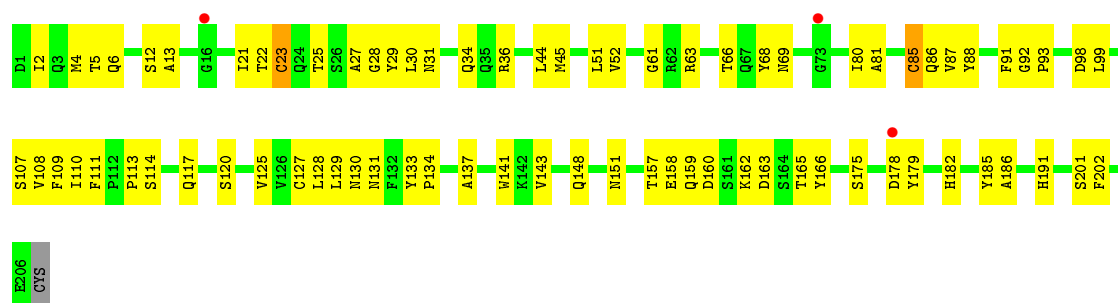 D1 I2 Q3 M4 T5 Q6 S12 A13 G16 I21 T22 C23 Q24 T25 S26 A27 G28 Y29 L30 N31 Q34 Q35 R36 L44 M45 L51 V52 G61 R62 R63 T66 Q67 Y68 N69 G73 I80 A81 C85 Q86 V87 Y88 F91 G92 P93 D98 L99
S107 V108 F109 I110 F111 P112 P113 S114 Q117 S120 V125 V126 C127 L128 L129 N130 N131 F132 Y133 P134 A137 W141 K142 V143 Q148 N151 T157 E158 Q159 D160 S161 K162 D163 S164 T165 Y166 S175 D178 Y179 H182 Y185 A186 H191 S201 F202
E206 CYS